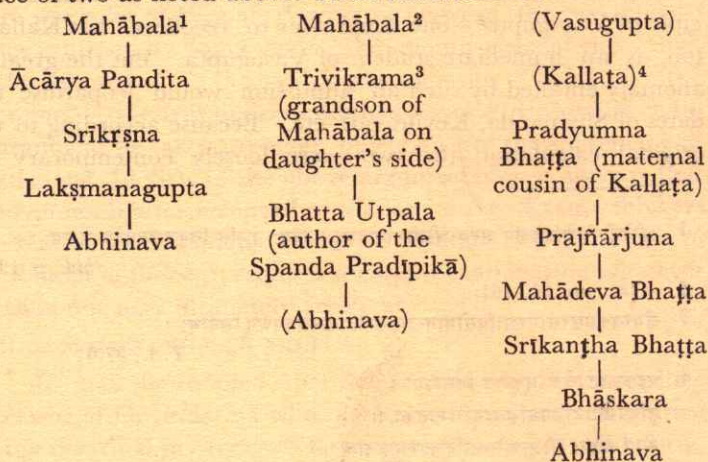 Mahābala¹
Ācārya Pandita
Srīkṛṣna
Lakṣmanagupta
Abhinava
Mahābala²
Trivikrama³
(grandson of
Mahābala on
daughter's side)
Bhatta Utpala
(author of the
Spanda Pradīpikā)
(Abhinava)
(Vasugupta)
(Kallaṭa)⁴
Pradyumna
Bhaṭṭa (maternal
cousin of Kallaṭa)
Prajñārjuna
Mahādeva Bhaṭṭa
Srīkaṇṭha Bhaṭṭa
Bhāskara
Abhinava